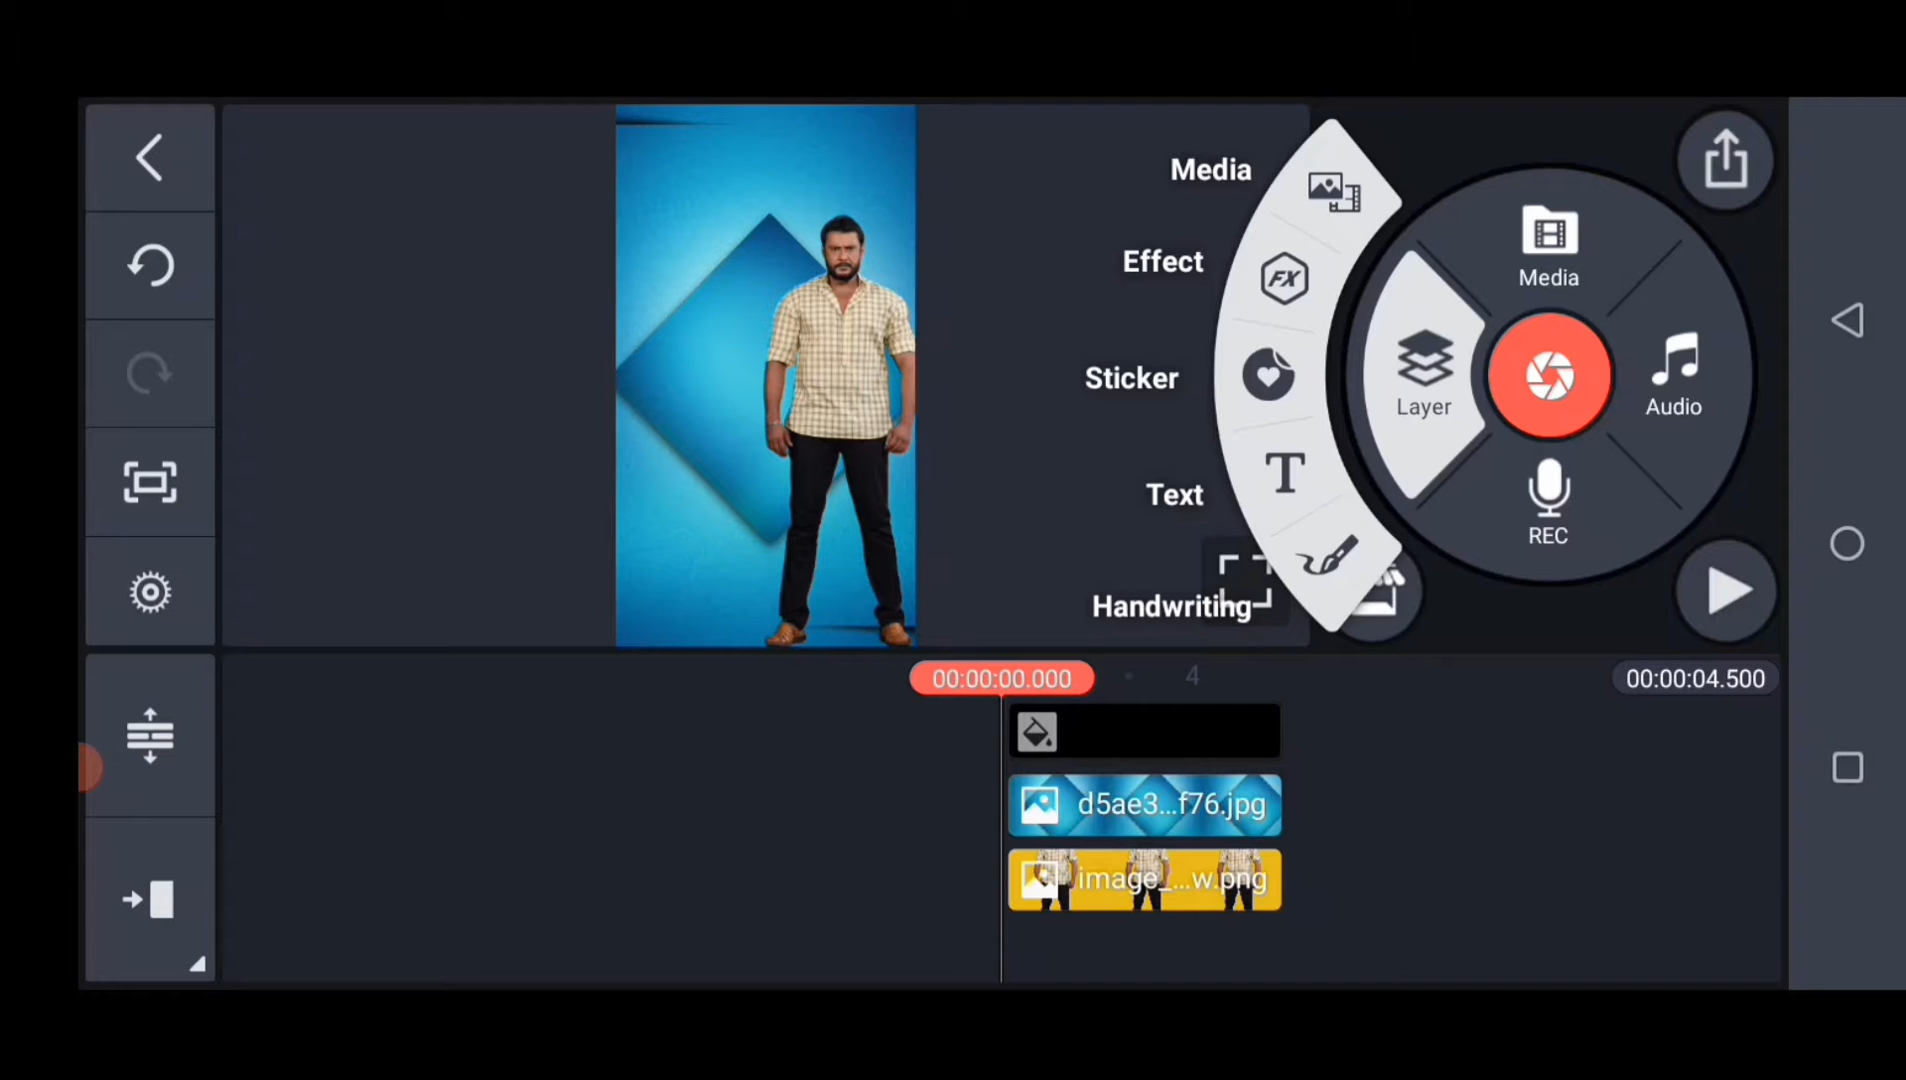 Media
Effect
Sticker
Text
Handwriting
Media
Layer
Audio
REC
FX
T
00:00:00.000
4
00:00:04.500
d5ae3...f76.jpg
image_...w.png